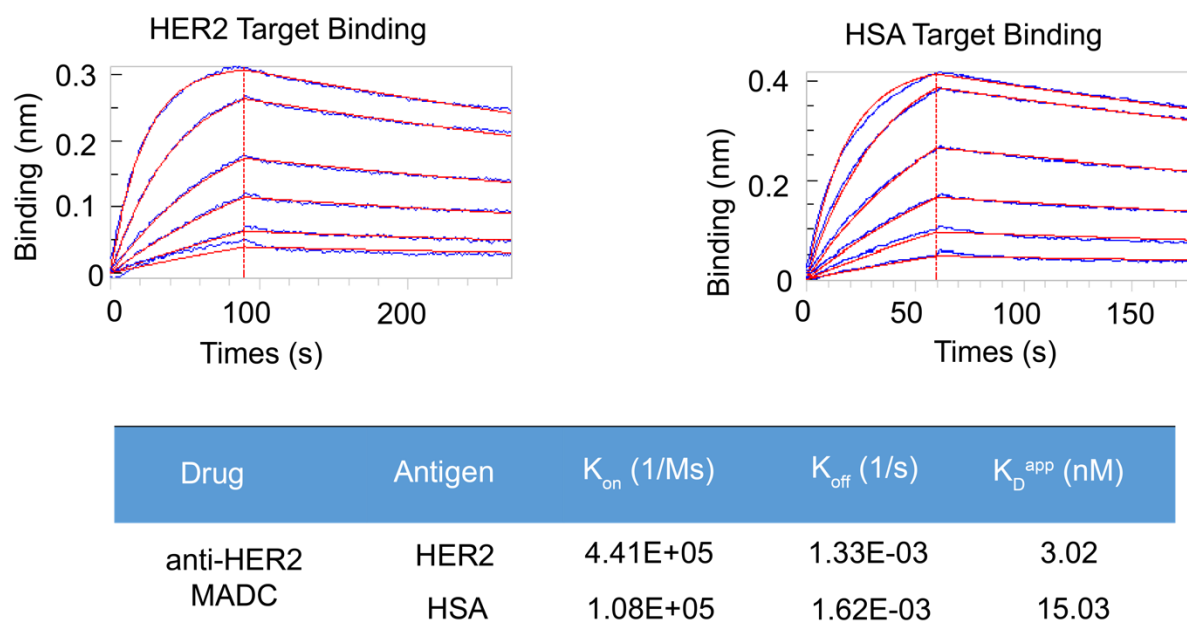 HER2 Target Binding
HSA Target Binding
Binding (nm)
0.3
0.2
0.1
0
0 100 200
Times (s)
Binding (nm)
0.4
0.2
0
0 50 100 150
Times (s)
Drug Antigen Kon (1/Ms) Koff (1/s) KDapp (nM)
anti-HER2
MADC
HER2 4.41E+05 1.33E-03 3.02
HSA 1.08E+05 1.62E-03 15.03